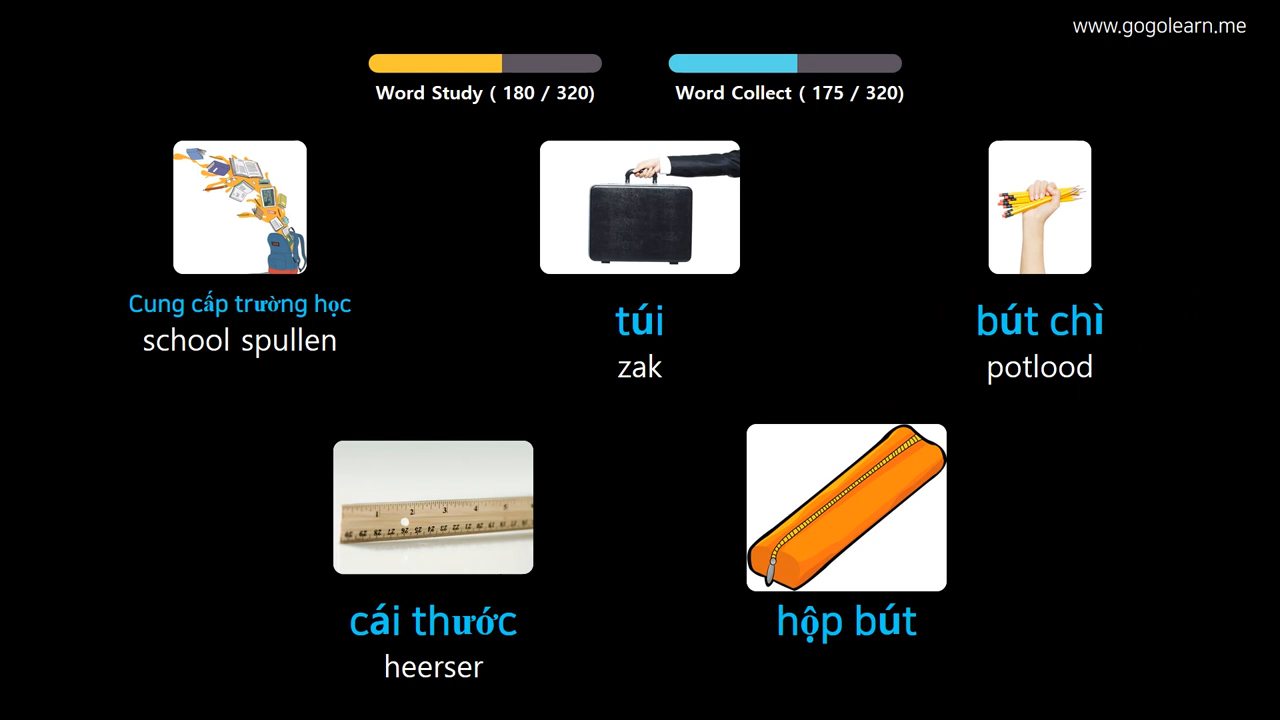 www.gogolearn.me
Word Study ( 180 / 320)
Word Collect ( 175 / 320)
Cung cấp trường học
school spullen
túi
zak
bút chì
potlood
cái thước
heerser
hộp bút